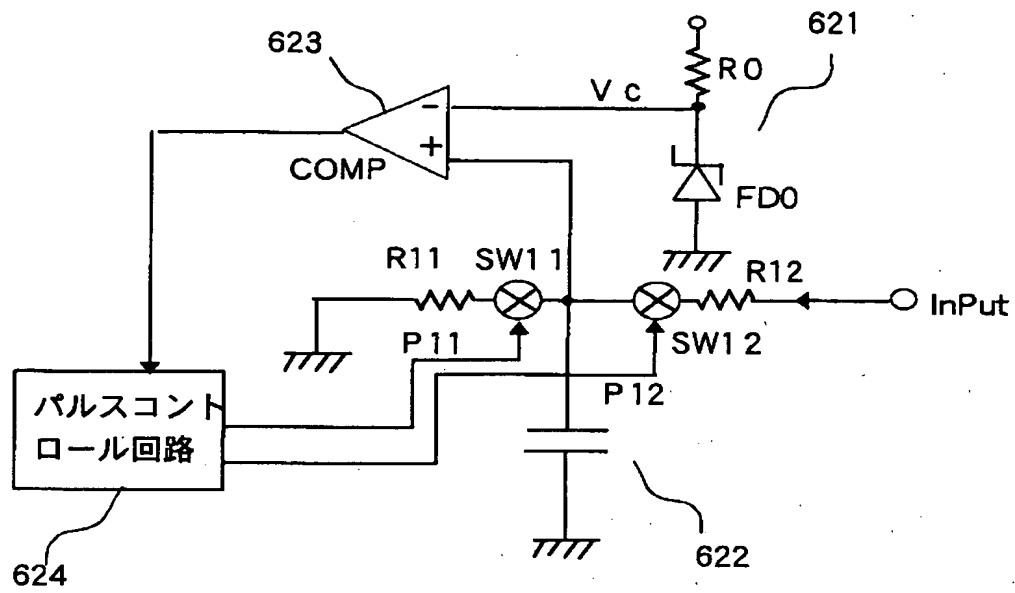 621
623
R0
Vc
-
+
COMP
FD0
R11
SW11
R12
InPut
P11
SW12
P12
パルスコント
ロール回路
622
624